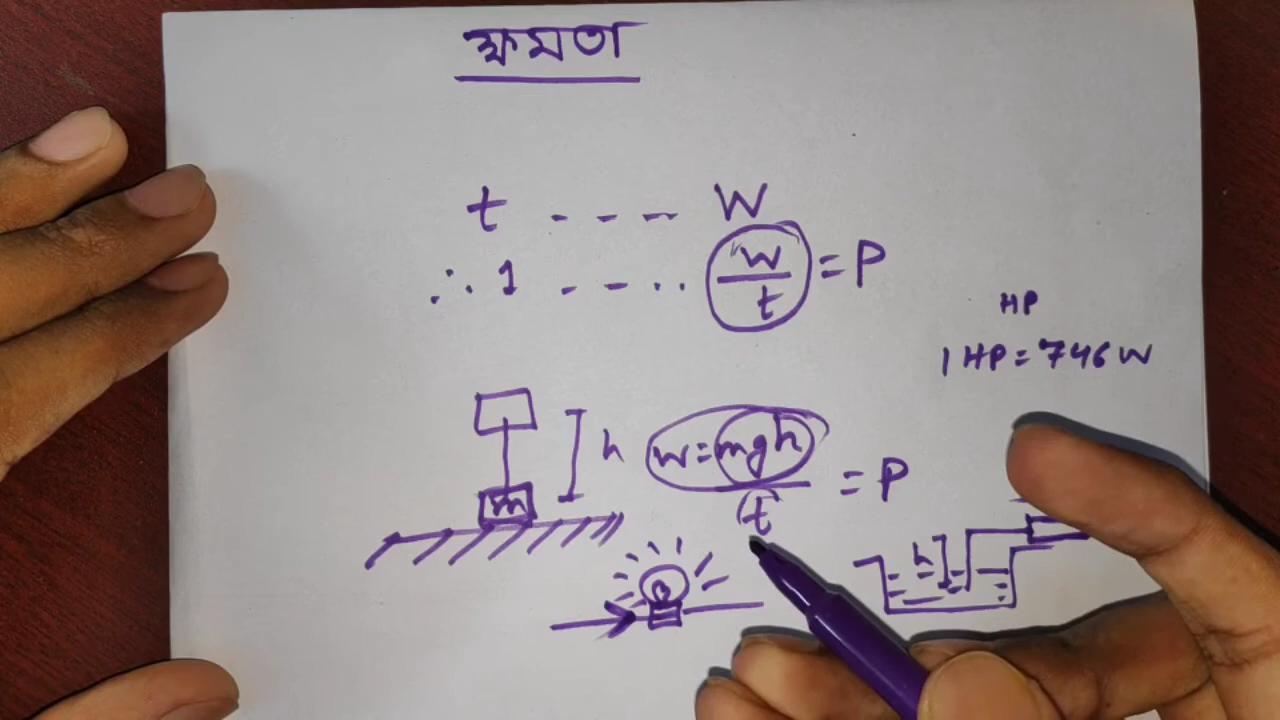 ক্ষমতা
t - - - - W
∴ 1 - - - .. W/t = P
HP
1 HP = 746 W
h W = mgh/t = P
m
h